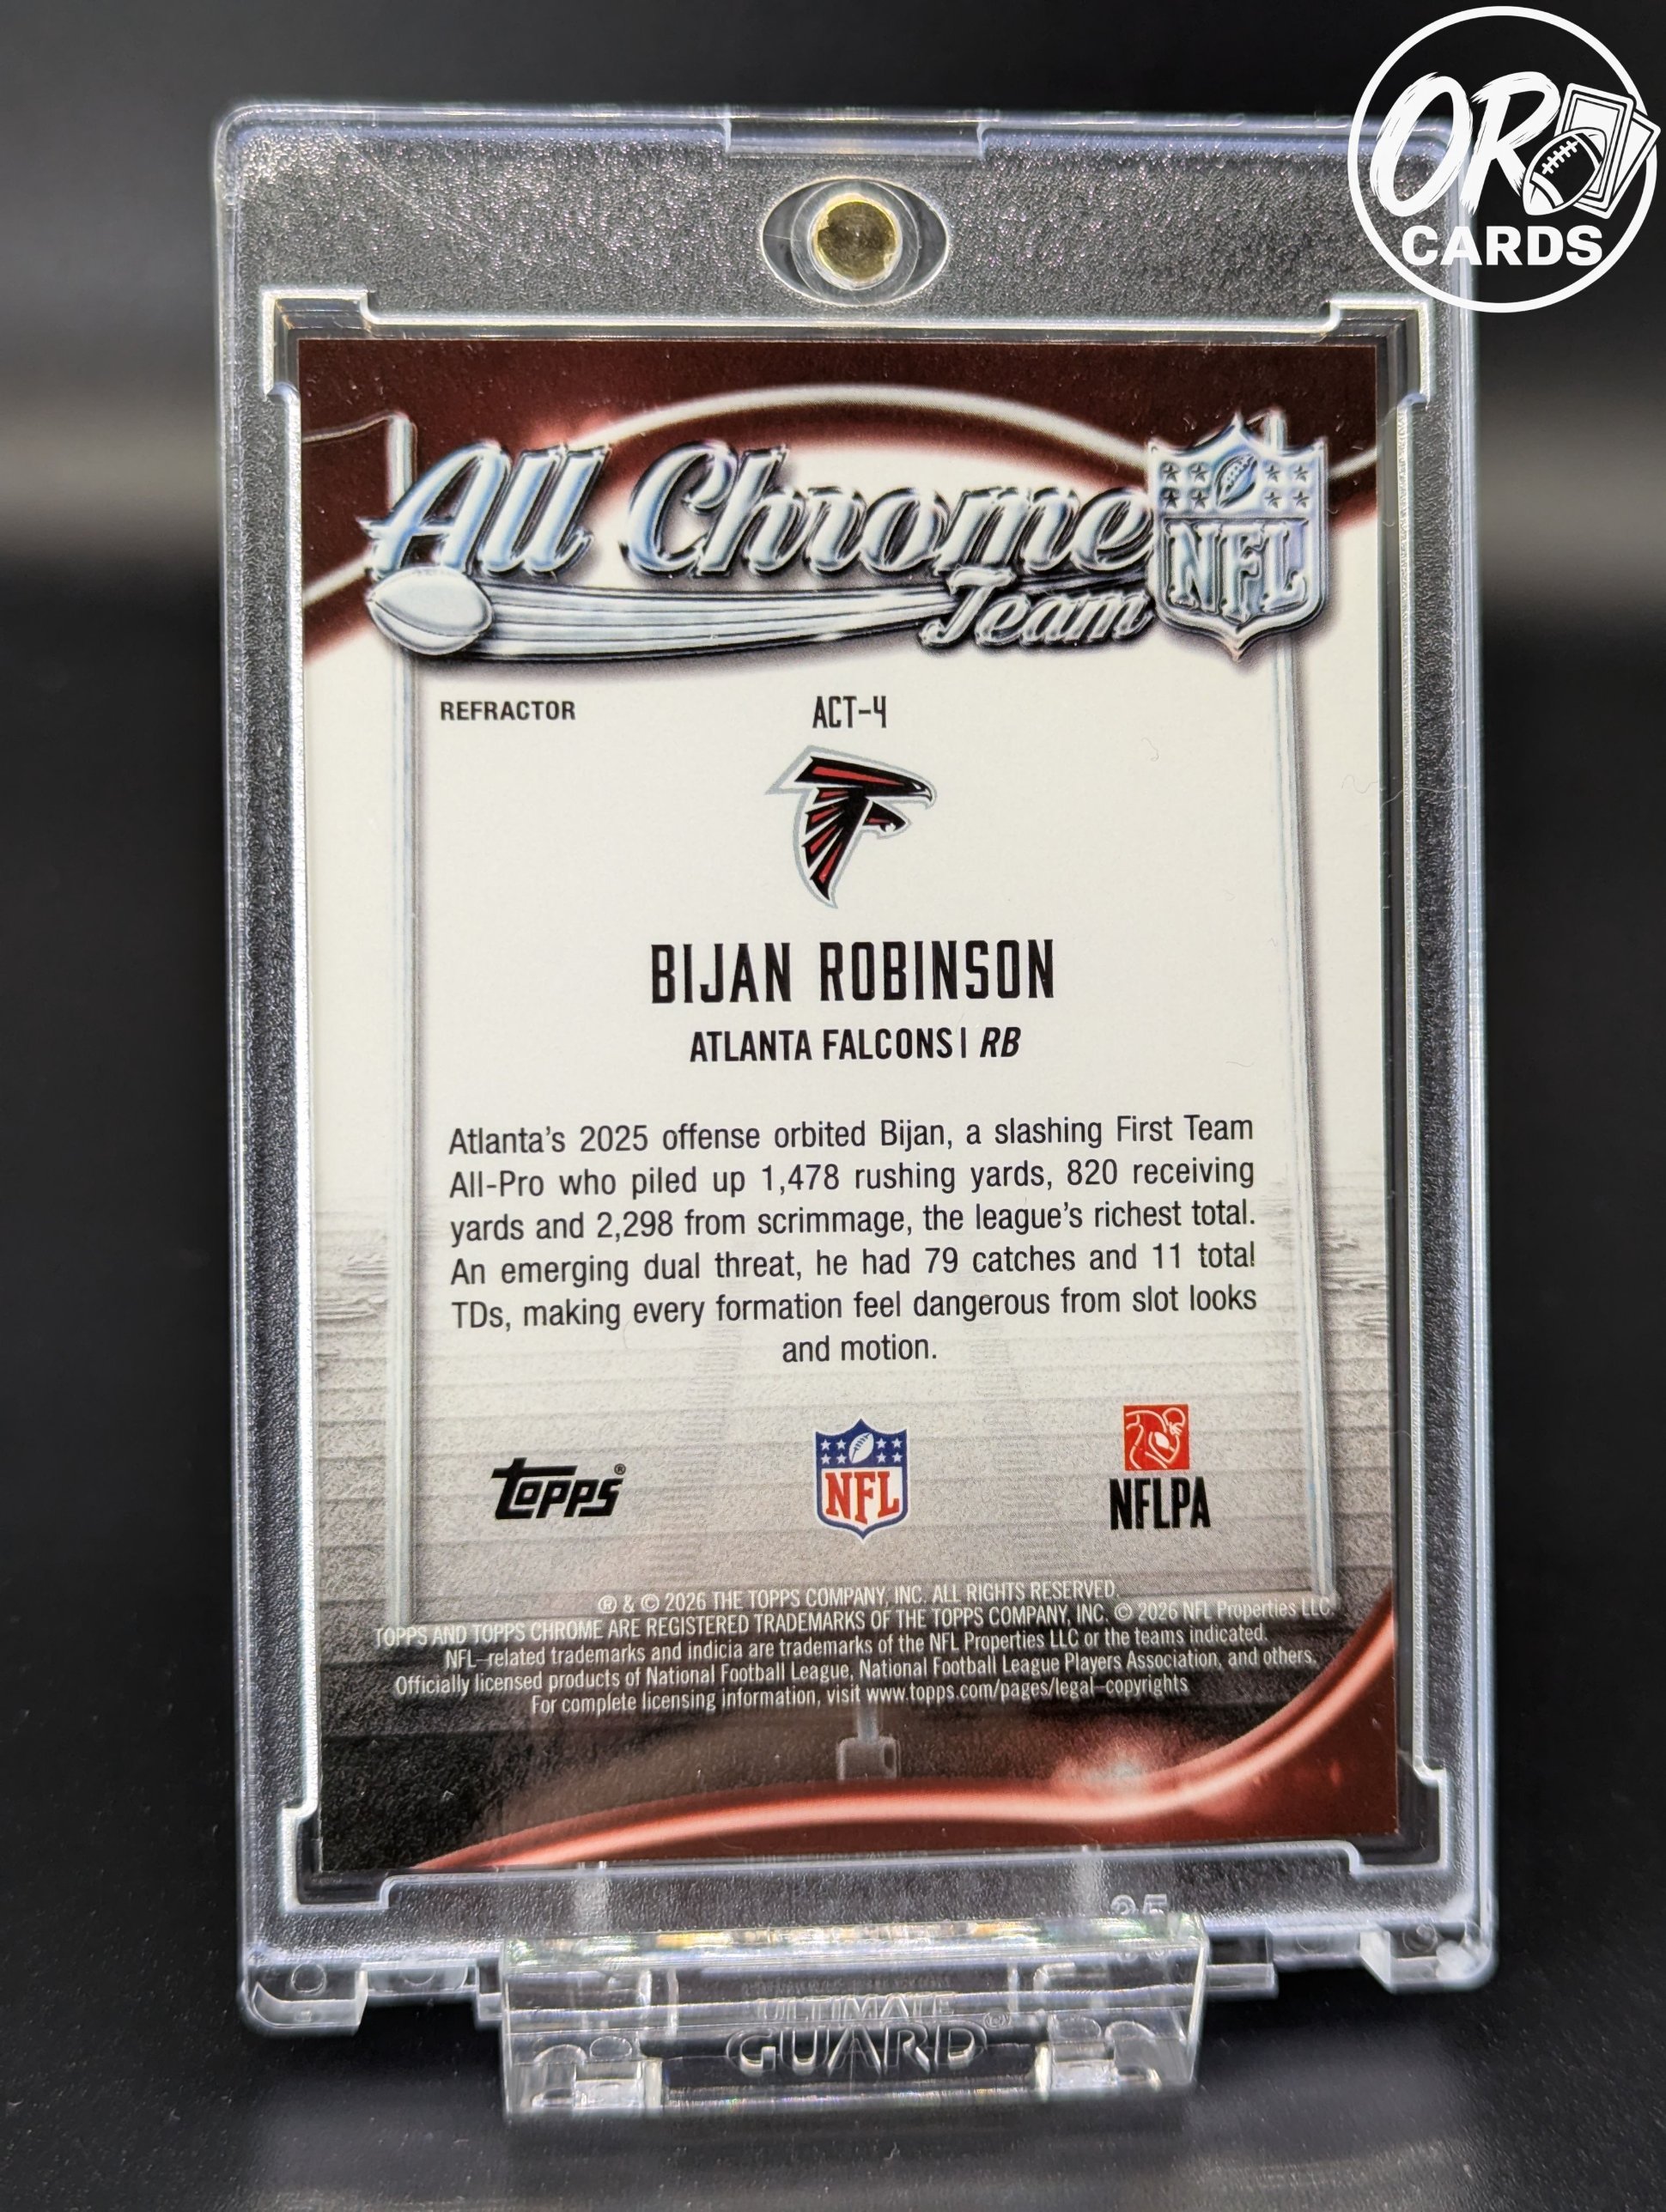 OR
CARDS
All Chrome
Team
NFL
REFRACTOR
ACT-4
BIJAN ROBINSON
ATLANTA FALCONS| RB
Atlanta's 2025 offense orbited Bijan, a slashing First Team
All-Pro who piled up 1,478 rushing yards, 820 receiving
yards and 2,298 from scrimmage, the league's richest total.
An emerging dual threat, he had 79 catches and 11 total
TDs, making every formation feel dangerous from slot looks
and motion.
Topps®
NFL
NFLPA
® & © 2026 THE TOPPS COMPANY, INC. ALL RIGHTS RESERVED.
TOPPS AND TOPPS CHROME ARE REGISTERED TRADEMARKS OF THE TOPPS COMPANY, INC. © 2026 NFL Properties LLC.
NFL-related trademarks and indicia are trademarks of the NFL Properties LLC or the teams indicated.
Officially licensed products of National Football League, National Football League Players Association, and others.
For complete licensing information, visit www.topps.com/pages/legal-copyrights
35
ULTIMATE
GUARD®